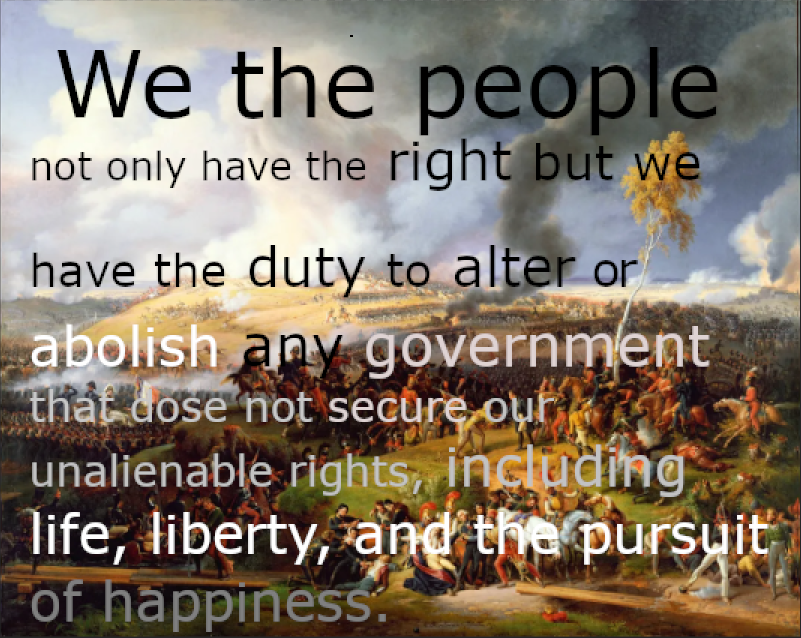 We the people
not only have the right but we
have the duty to alter or
abolish any government
that dose not secure our
unalienable rights, including
life, liberty, and the pursuit
of happiness.